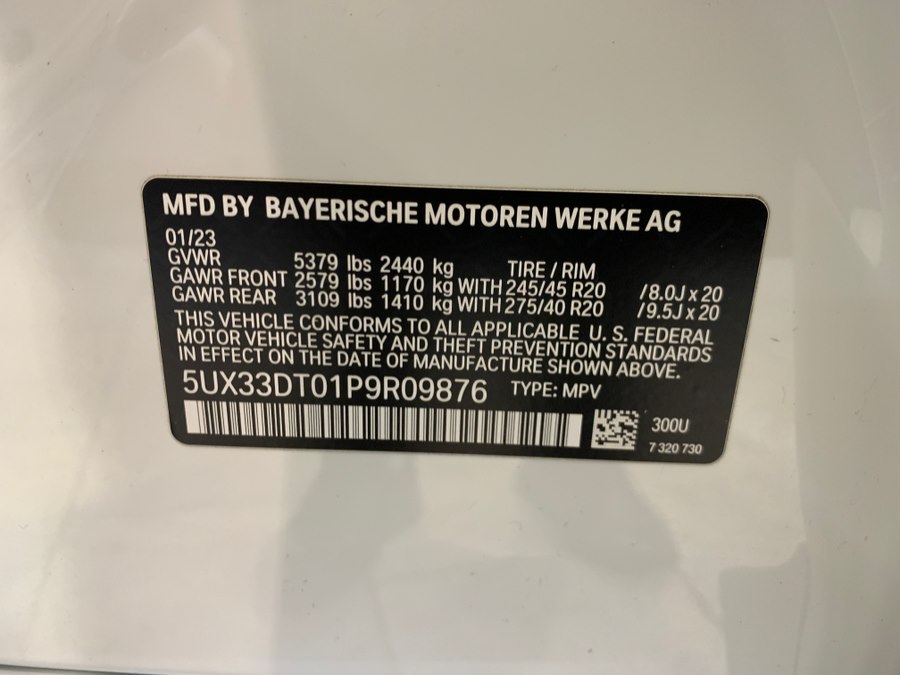 MFD BY BAYERISCHE MOTOREN WERKE AG
01/23
GVWR 5379 lbs 2440 kg TIRE / RIM
GAWR FRONT 2579 lbs 1170 kg WITH 245/45 R20 /8.0J x 20
GAWR REAR 3109 lbs 1410 kg WITH 275/40 R20 /9.5J x 20
THIS VEHICLE CONFORMS TO ALL APPLICABLE U. S. FEDERAL
MOTOR VEHICLE SAFETY AND THEFT PREVENTION STANDARDS
IN EFFECT ON THE DATE OF MANUFACTURE SHOWN ABOVE.
5UX33DT01P9R09876 TYPE: MPV
300U
7 320 730